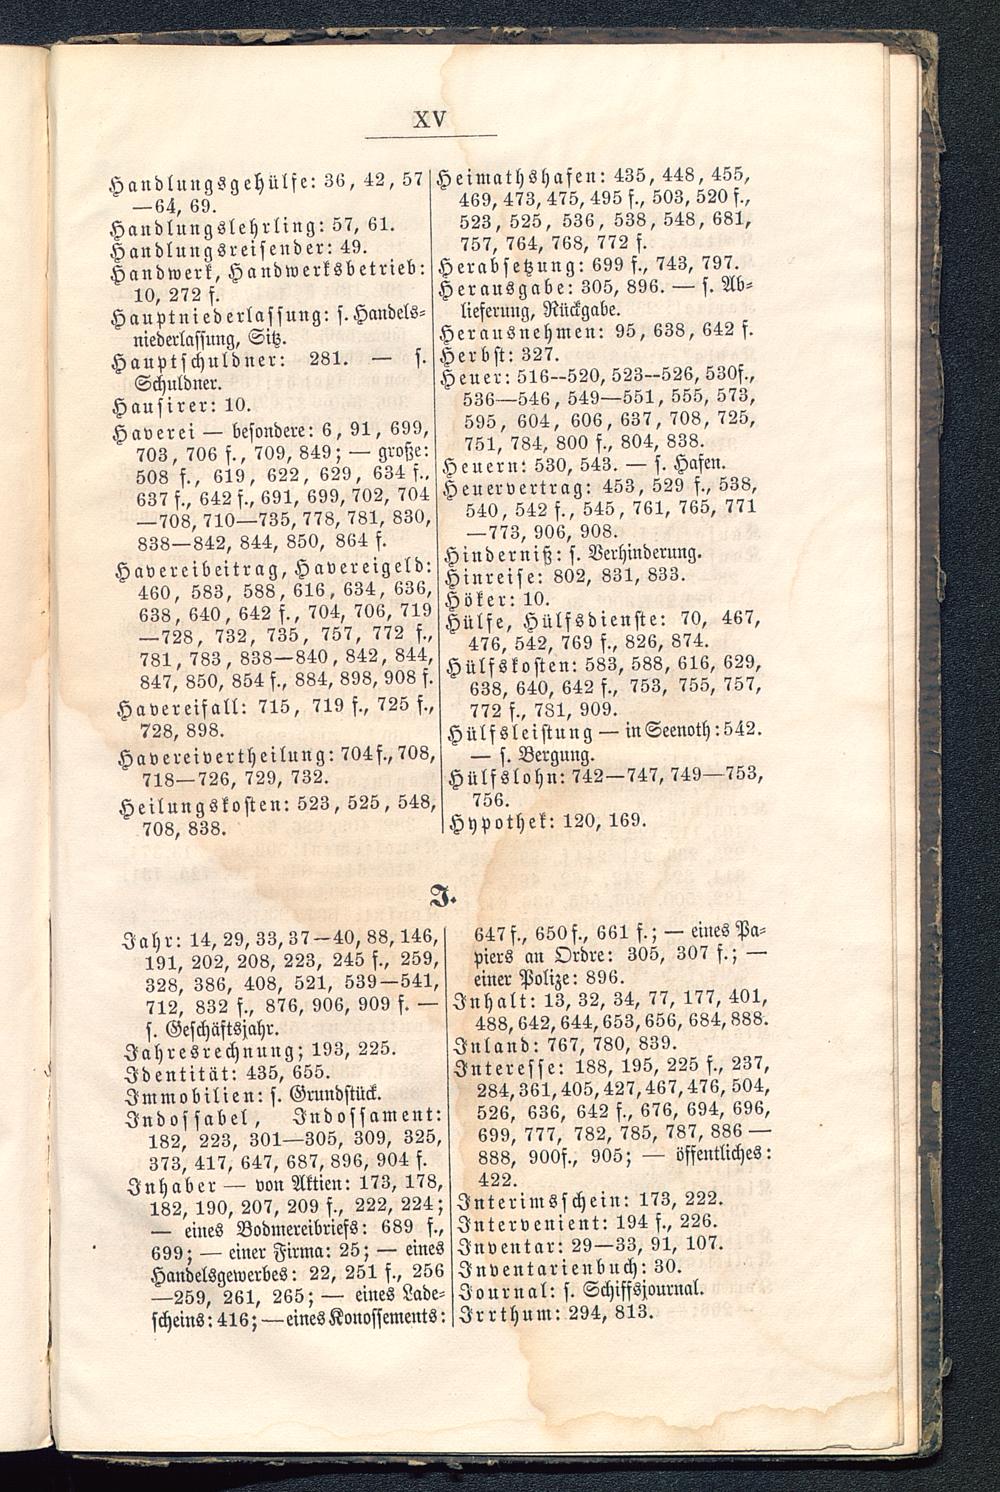 XV
Handlungsgehülfe: 36, 42, 57
—64, 69.
Handlungslehrling: 57, 61.
Handlungsreisender: 49.
Handwerk, Handwerksbetrieb:
10, 272 f.
Hauptniederlassung: s. Handels=
niederlassung, Sitz.
Hauptschuldner: 281. — s.
Schuldner.
Hausirer: 10.
Haverei — besondere: 6, 91, 699,
703, 706 f., 709, 849; — große:
508 f., 619, 622, 629, 634 f.,
637 f., 642 f., 691, 699, 702, 704
—708, 710—735, 778, 781, 830,
838—842, 844, 850, 864 f.
Havereibeitrag, Havereigeld:
460, 583, 588, 616, 634, 636,
638, 640, 642 f., 704, 706, 719
—728, 732, 735, 757, 772 f.,
781, 783, 838—840, 842, 844,
847, 850, 854 f., 884, 898, 908 f.
Havereifall: 715, 719 f., 725 f.,
728, 898.
Havereivertheilung: 704 f., 708,
718—726, 729, 732.
Heilungskosten: 523, 525, 548,
708, 838.
Heimathshafen: 435, 448, 455,
469, 473, 475, 495 f., 503, 520 f.,
523, 525, 536, 538, 548, 681,
757, 764, 768, 772 f.
Herabsetzung: 699 f., 743, 797.
Herausgabe: 305, 896. — s. Ab=
lieferung, Rückgabe.
Herausnehmen: 95, 638, 642 f.
Herbst: 327.
Heuer: 516--520, 523--526, 530f.,
536—546, 549—551, 555, 573,
595, 604, 606, 637, 708, 725,
751, 784, 800 f., 804, 838.
Heuern: 530, 543. — s. Hafen.
Heuervertrag: 453, 529 f., 538,
540, 542 f., 545, 761, 765, 771
—773, 906, 908.
Hinderniß: s. Verhinderung.
Hinreise: 802, 831, 833.
Höker: 10.
Hülfe, Hülfsdienste: 70, 467,
476, 542, 769 f., 826, 874.
Hülfskosten: 583, 588, 616, 629,
638, 640, 642 f., 753, 755, 757,
772 f., 781, 909.
Hülfsleistung — in Seenoth: 542.
— s. Bergung.
Hülfslohn: 742—747, 749—753,
756.
Hypothek: 120, 169.
J.
Jahr: 14, 29, 33, 37—40, 88, 146,
191, 202, 208, 223, 245 f., 259,
328, 386, 408, 521, 539—541,
712, 832 f., 876, 906, 909 f. —
s. Geschäftsjahr.
Jahresrechnung; 193, 225.
Identität: 435, 655.
Immobilien: s. Grundstück.
Indossabel, Indossament:
182, 223, 301—305, 309, 325,
373, 417, 647, 687, 896, 904 f.
Inhaber — von Aktien: 173, 178,
182, 190, 207, 209 f., 222, 224;
— eines Bodmereibriefs: 689 f.,
699; — einer Firma: 25; — eines
Handelsgewerbes: 22, 251 f., 256
—259, 261, 265; — eines Lade=
scheins: 416; — eines Konossements:
647 f., 650 f., 661 f.; — eines Pa=
piers an Ordre: 305, 307 f.; —
einer Polize: 896.
Inhalt: 13, 32, 34, 77, 177, 401,
488, 642, 644, 653, 656, 684, 888.
Inland: 767, 780, 839.
Interesse: 188, 195, 225 f., 237,
284, 361, 405, 427, 467, 476, 504,
526, 636, 642 f., 676, 694, 696,
699, 777, 782, 785, 787, 886 —
888, 900f., 905; — öffentliches:
422.
Interimsschein: 173, 222.
Intervenient: 194 f., 226.
Inventar: 29—33, 91, 107.
Inventarienbuch: 30.
Journal: s. Schiffsjournal.
Irrthum: 294, 813.